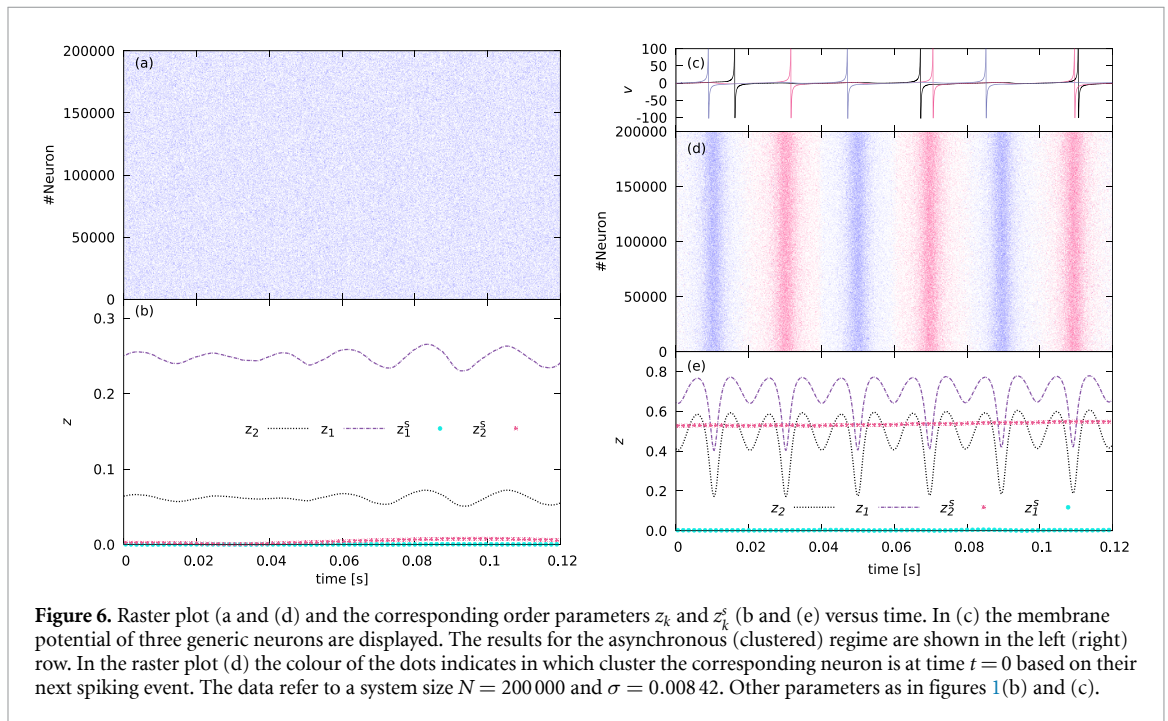 (a)
200000
150000
100000
50000
0
#Neuron
(b)
0.3
0.2
0.1
0.0
z
z2 z1 z1^s z2^s
0 0.02 0.04 0.06 0.08 0.1 0.12
time [s]
(c)
100
50
0
-50
-100
v
(d)
200000
150000
100000
50000
0
#Neuron
(e)
0.8
0.6
0.4
0.2
0.0
z
z2 z1 z2^s z1^s
0 0.02 0.04 0.06 0.08 0.1 0.12
time [s]
Figure 6. Raster plot (a and (d) and the corresponding order parameters zk and zk^s (b and (e) versus time. In (c) the membrane
potential of three generic neurons are displayed. The results for the asynchronous (clustered) regime are shown in the left (right)
row. In the raster plot (d) the colour of the dots indicates in which cluster the corresponding neuron is at time t = 0 based on their
next spiking event. The data refer to a system size N = 200 000 and σ = 0.008 42. Other parameters as in figures 1(b) and (c).